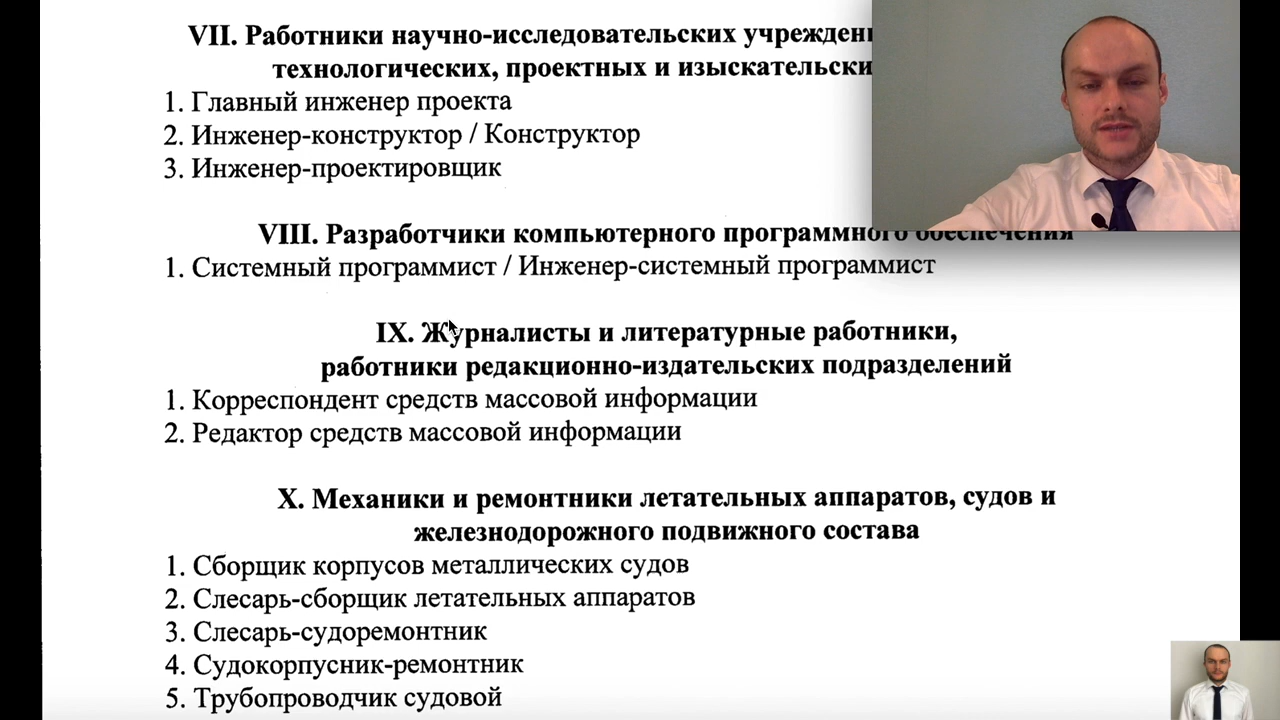 VII. Работники научно-исследовательских
технологических, проектных и
1. Главный инженер проекта
2. Инженер-конструктор / Конструктор
3. Инженер-проектировщик
VIII. Разработчики компьютерного программного обеспечения
1. Системный программист / Инженер-системный программист
IX. Журналисты и литературные работники,
работники редакционно-издательских подразделений
1. Корреспондент средств массовой информации
2. Редактор средств массовой информации
X. Механики и ремонтники летательных аппаратов, судов и
железнодорожного подвижного состава
1. Сборщик корпусов металлических судов
2. Слесарь-сборщик летательных аппаратов
3. Слесарь-судоремонтник
4. Судокорпусник-ремонтник
5. Трубопроводчик судовой